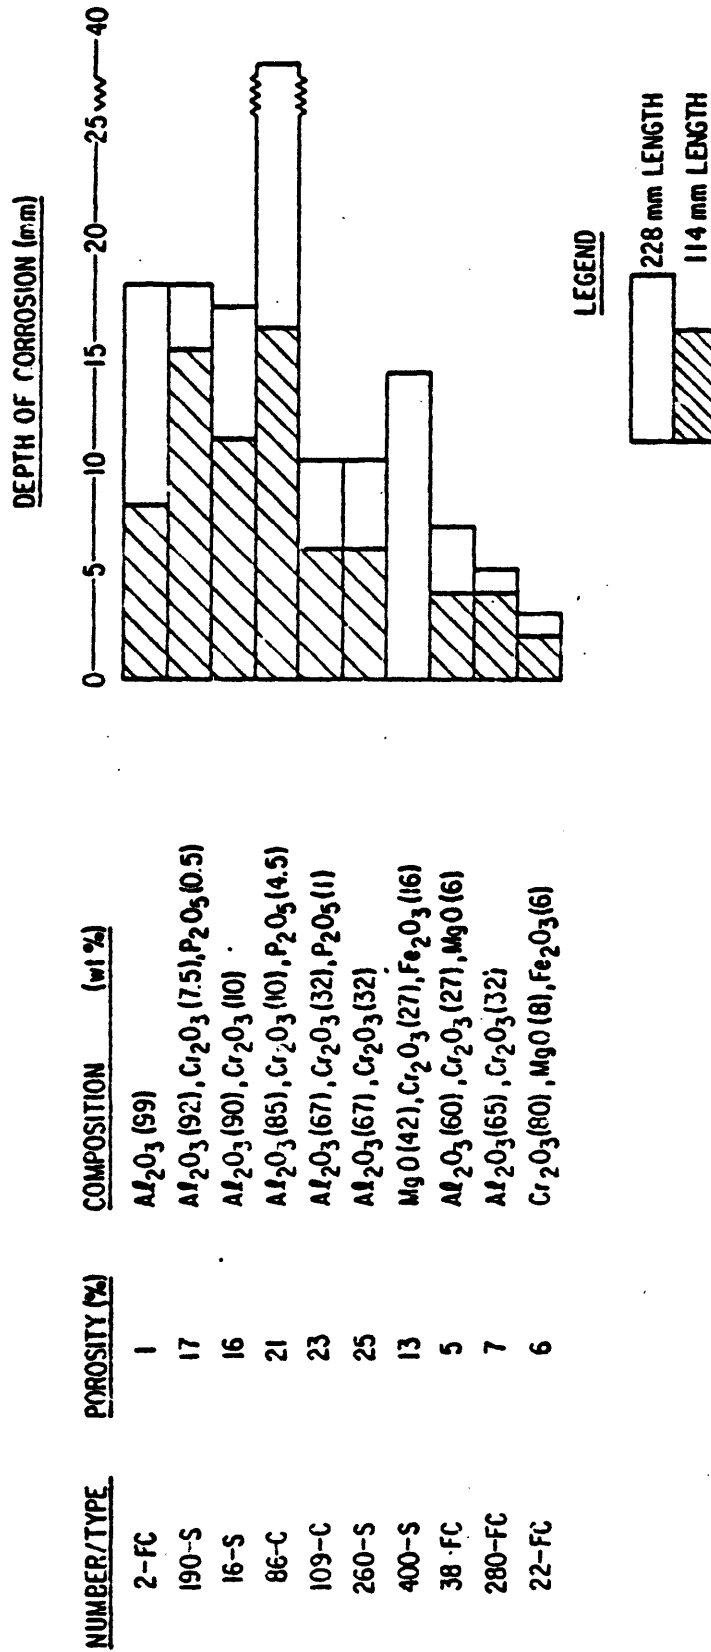 NUMBER/TYPE POROSITY (%) COMPOSITION (wt %) DEPTH OF CORROSION (mm)
0 5 10 15 20 25 40
2-FC 1 Al2O3 (99)
190-S 17 Al2O3 (92), Cr2O3 (7.5), P2O5 (0.5)
16-S 16 Al2O3 (90), Cr2O3 (10)
86-C 21 Al2O3 (85), Cr2O3 (10), P2O5 (4.5)
109-C 23 Al2O3 (67), Cr2O3 (32), P2O5 (1)
260-S 25 Al2O3 (67), Cr2O3 (32)
400-S 13 MgO (42), Cr2O3 (27), Fe2O3 (16)
38-FC 5 Al2O3 (60), Cr2O3 (27), MgO (6)
280-FC 7 Al2O3 (65), Cr2O3 (32)
22-FC 6 Cr2O3 (80), MgO (8), Fe2O3 (6)
LEGEND
228 mm LENGTH
114 mm LENGTH